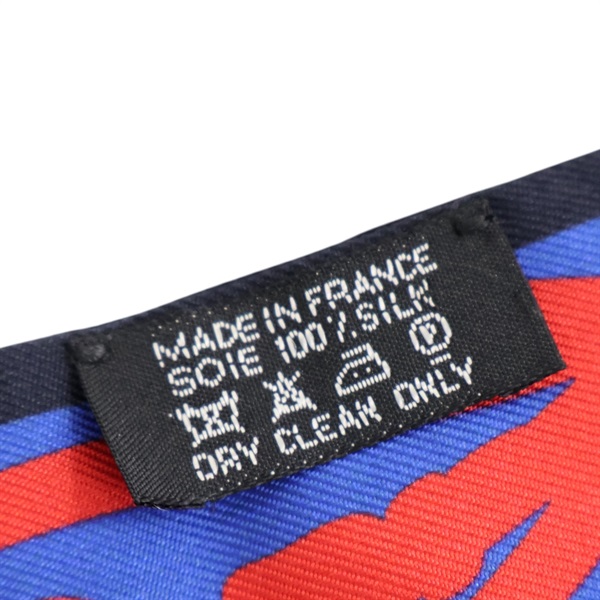 MADE IN FRANCE
SOIE 100% SILK
P
DRY CLEAN ONLY